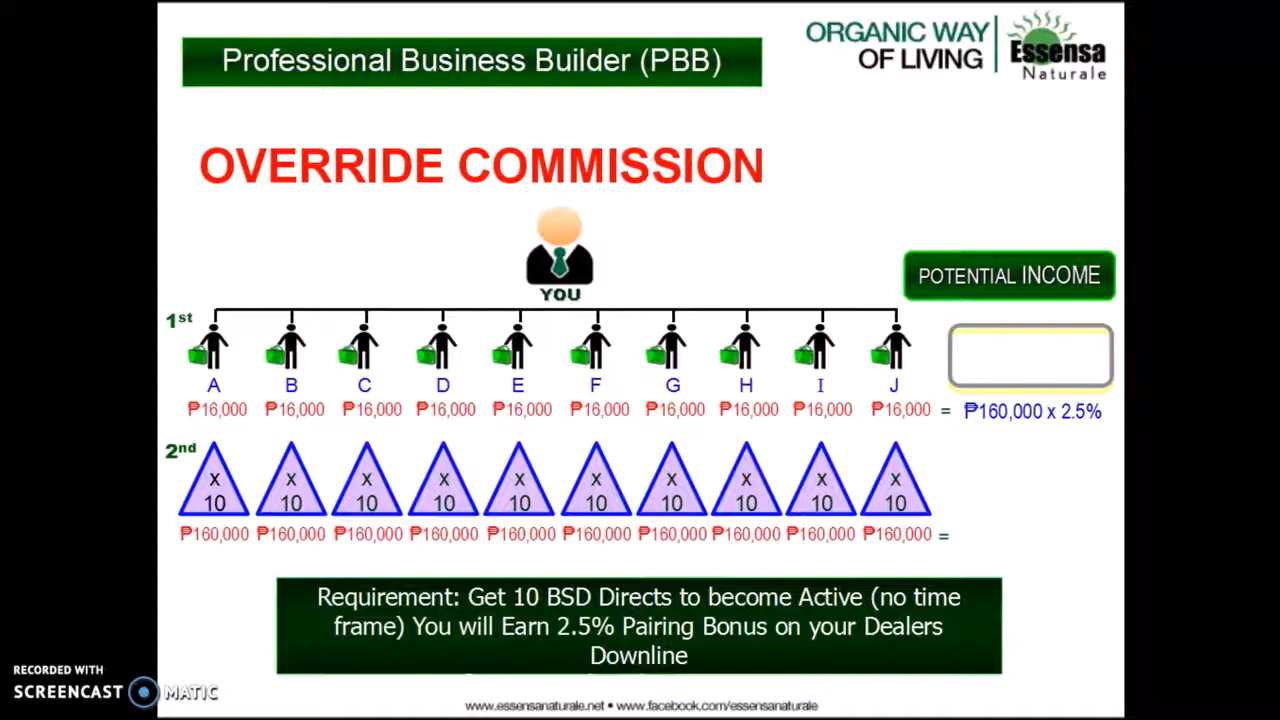 Professional Business Builder (PBB)
ORGANIC WAY
OF LIVING
Essensa
Naturale
OVERRIDE COMMISSION
YOU
POTENTIAL INCOME
1st
A B C D E F G H I J
₱16,000 ₱16,000 ₱16,000 ₱16,000 ₱16,000 ₱16,000 ₱16,000 ₱16,000 ₱16,000 ₱16,000 = ₱160,000 x 2.5%
2nd
x x x x x x x x x x
10 10 10 10 10 10 10 10 10 10
₱160,000 ₱160,000 ₱160,000 ₱160,000 ₱160,000 ₱160,000 ₱160,000 ₱160,000 ₱160,000 ₱160,000 =
Requirement: Get 10 BSD Directs to become Active (no time
frame) You will Earn 2.5% Pairing Bonus on your Dealers
Downline
RECORDED WITH
SCREENCAST MATIC
www.essensanaturale.net • www.facebook.com/essensanaturale